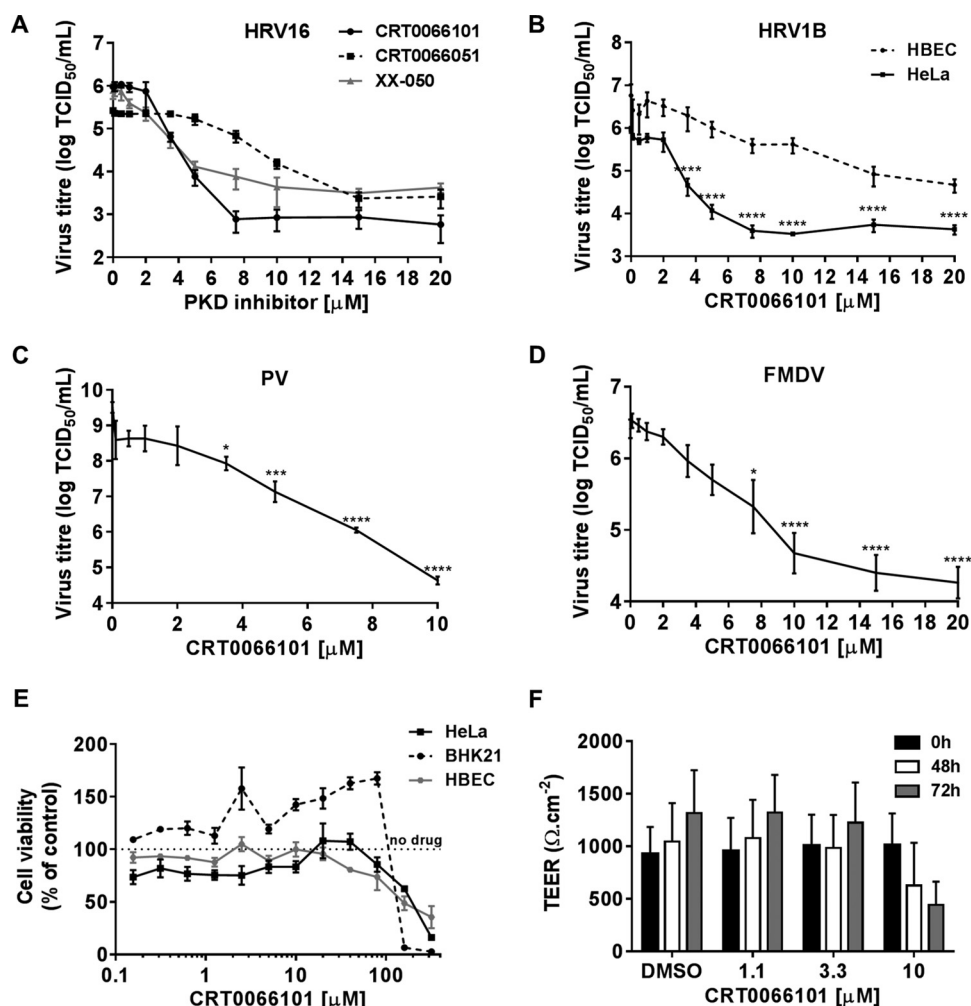 A
HRV16
CRT0066101
CRT0066051
XX-050
Virus titre (log TCID50/mL)
7
6
5
4
3
2
0 2 4 6 8 10 12 14 16 18 20
PKD inhibitor [μM]
B
HRV1B
HBEC
HeLa
Virus titre (log TCID50/mL)
8
7
6
5
4
3
****
****
****
****
****
****
0 2 4 6 8 10 12 14 16 18 20
CRT0066101 [μM]
C
PV
Virus titre (log TCID50/mL)
10
9
8
7
6
5
4
*
***
****
****
0 2 4 6 8 10
CRT0066101 [μM]
D
FMDV
Virus titre (log TCID50/mL)
7
6
5
4
*
****
****
****
0 2 4 6 8 10 12 14 16 18 20
CRT0066101 [μM]
E
HeLa
BHK21
HBEC
Cell viability
(% of control)
200
150
100
50
0
no drug
0.1 1 10 100
CRT0066101 [μM]
F
0h
48h
72h
TEER (Ω.cm-2)
2000
1500
1000
500
0
DMSO 1.1 3.3 10
CRT0066101 [μM]